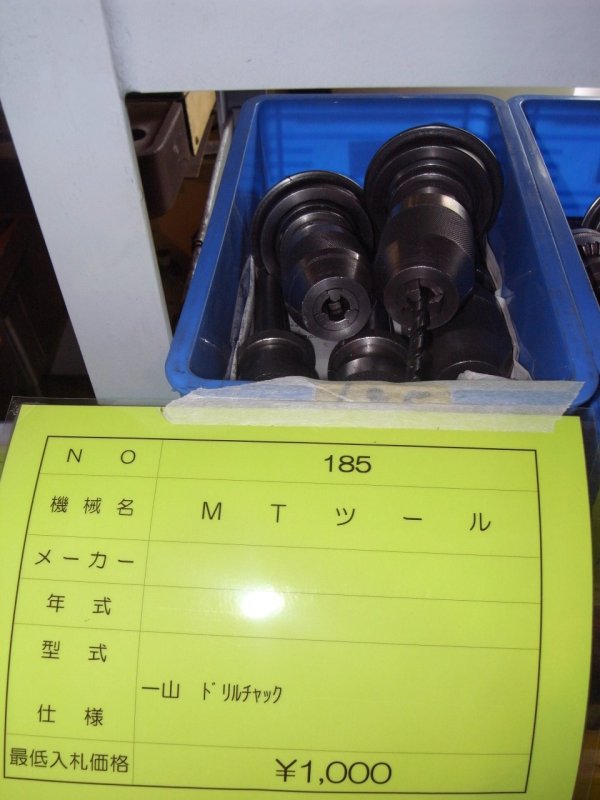 NO 185
機械名 MTツール
メーカー
年式
型式
一山 ﾄﾞﾘﾙﾁｬｯｸ
仕様
最低入札価格 ¥1,000